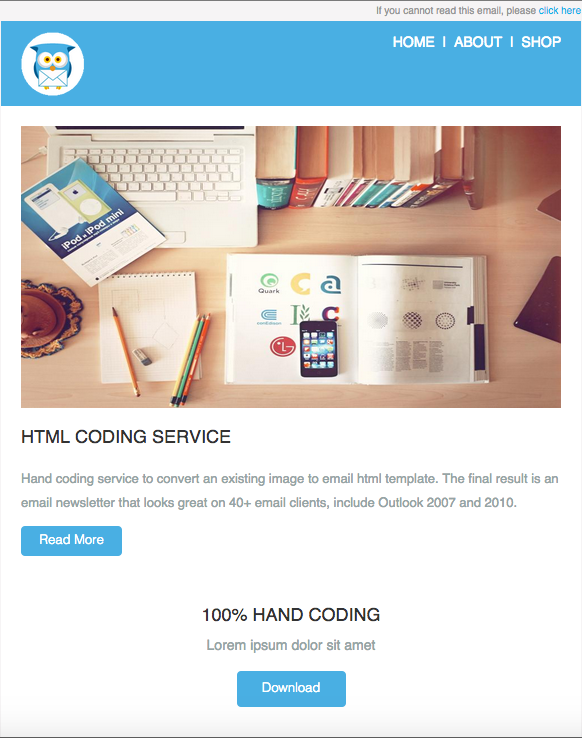 If you cannot read this email, please click here
HOME | ABOUT | SHOP
iPod & iPod mini
Quark
LG
HTML CODING SERVICE
Hand coding service to convert an existing image to email html template. The final result is an
email newsletter that looks great on 40+ email clients, include Outlook 2007 and 2010.
Read More
100% HAND CODING
Lorem ipsum dolor sit amet
Download